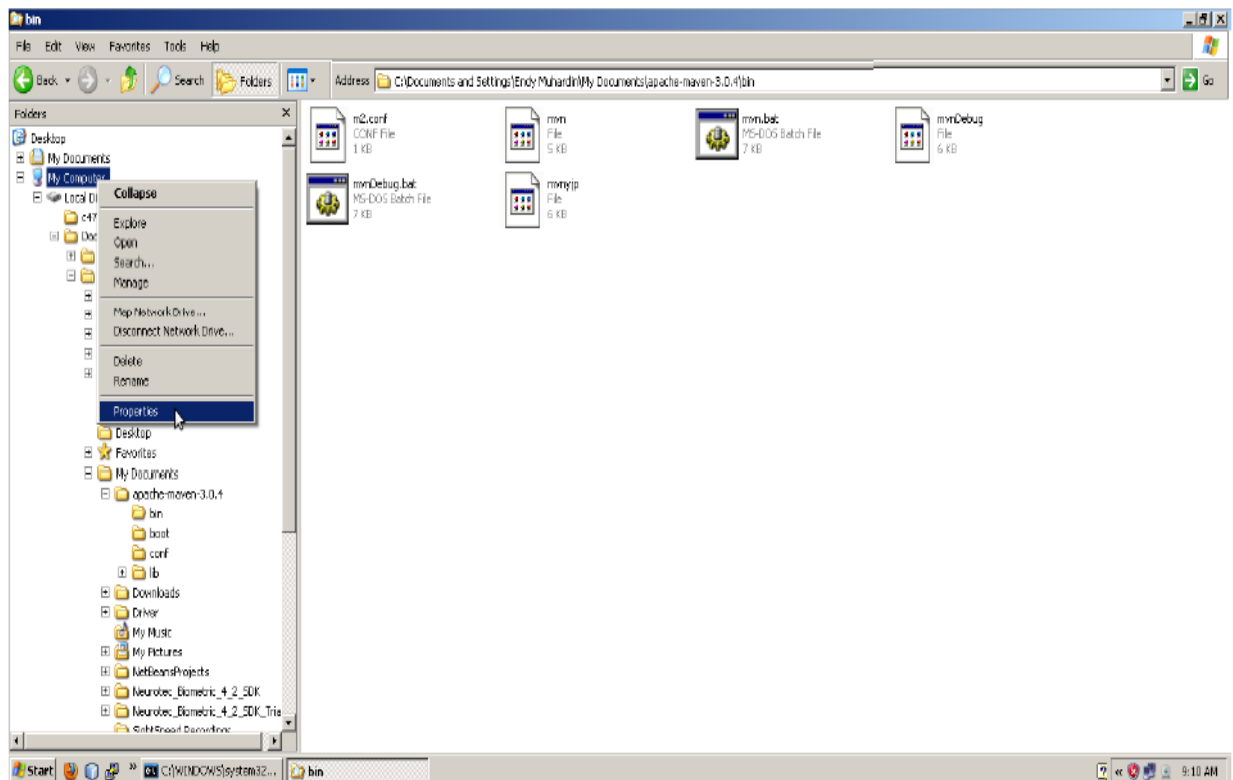 bin
File Edit View Favorites Tools Help
Back Search Folders Address C:\Documents and Settings\Endy Muhardin\My Documents\apache-maven-3.0.4\bin Go
Folders
Desktop
My Documents
My Computer
Local Di
c47
Doc
Collapse
Explore
Open
Search...
Manage
Map Network Drive...
Disconnect Network Drive...
Delete
Rename
Properties
Desktop
Favorites
My Documents
apache-maven-3.0.4
bin
boot
conf
lib
Downloads
Driver
My Music
My Pictures
NetBeansProjects
Neurotec_Biometric_4_2_SDK
Neurotec_Biometric_4_2_SDK_Tria
SightSpeed Recordings
m2.conf
CONF File
1 KB
mvn
File
5 KB
mvn.bat
MS-DOS Batch File
7 KB
mvnDebug
File
6 KB
mvnDebug.bat
MS-DOS Batch File
7 KB
mvnyjp
File
6 KB
Start C:\WINDOWS\system32... bin 9:10 AM